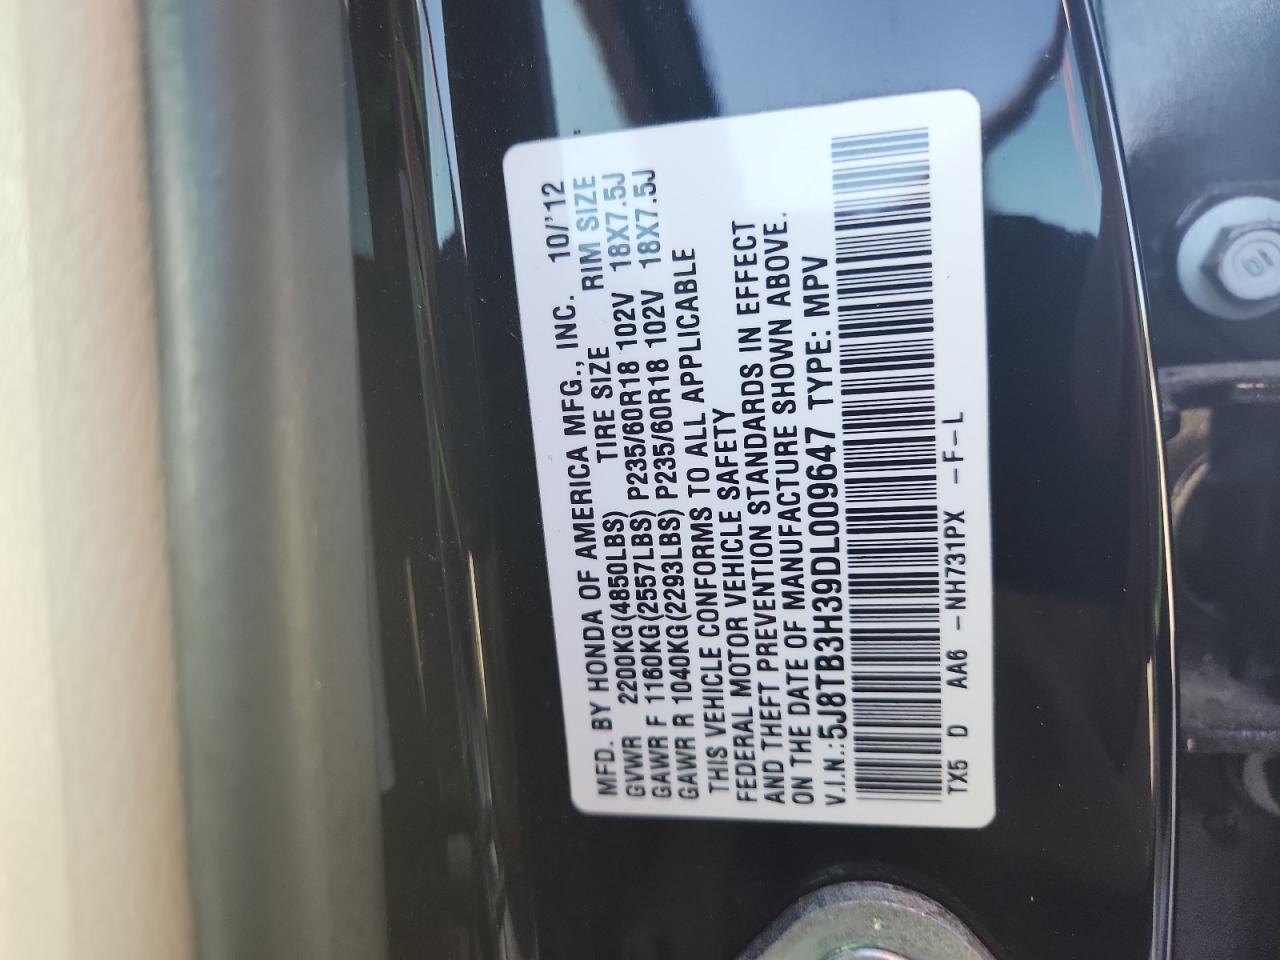 MFD. BY HONDA OF AMERICA MFG., INC. 10/'12
GVWR 2200KG(4850LBS) TIRE SIZE RIM SIZE
GAWR F 1160KG(2557LBS) P235/60R18 102V 18X7.5J
GAWR R 1040KG(2293LBS) P235/60R18 102V 18X7.5J
THIS VEHICLE CONFORMS TO ALL APPLICABLE
FEDERAL MOTOR VEHICLE SAFETY
AND THEFT PREVENTION STANDARDS IN EFFECT
ON THE DATE OF MANUFACTURE SHOWN ABOVE.
V.I.N.:5J8TB3H39DL009647 TYPE: MPV
TX5 D AA6 -NH731PX -F-L